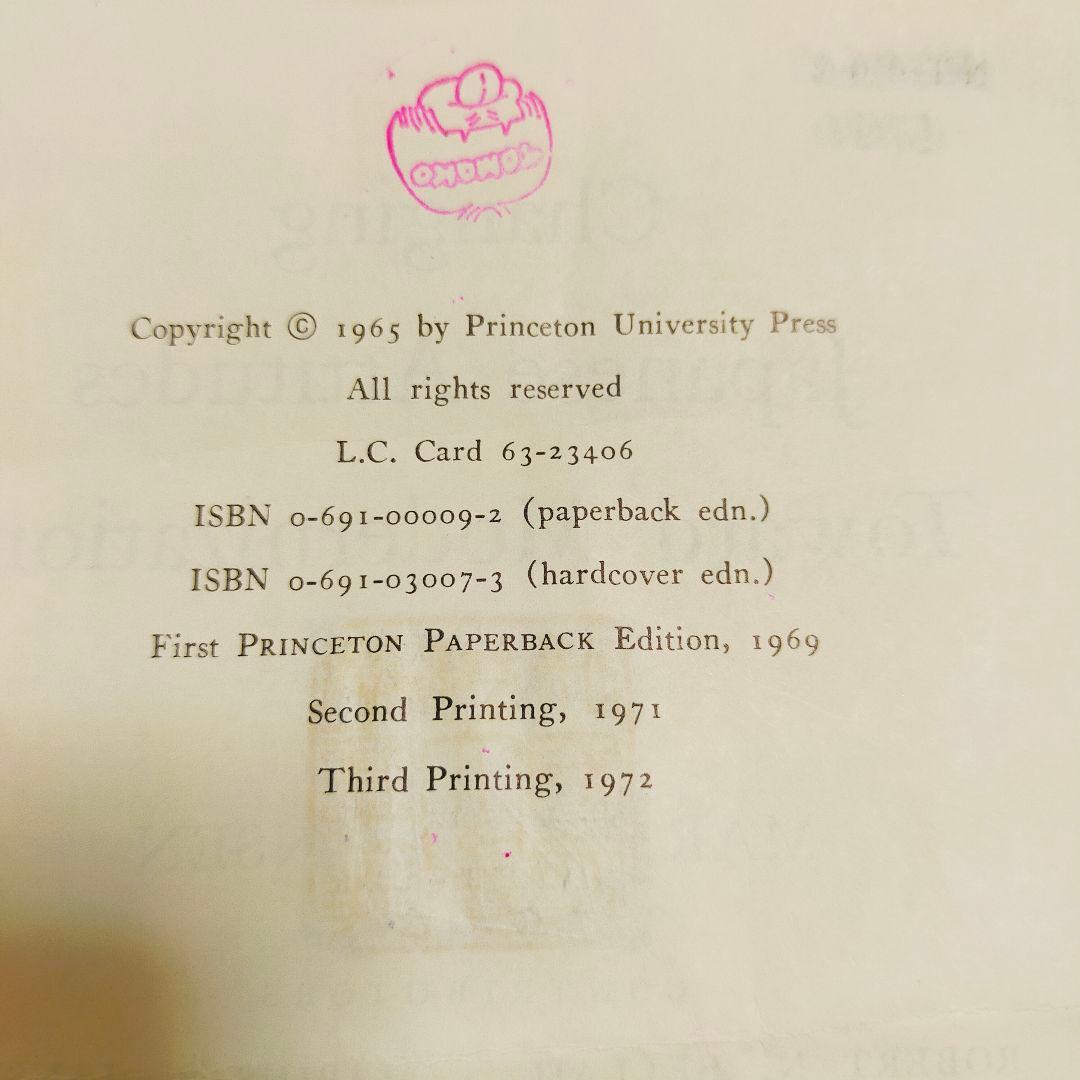 Copyright © 1965 by Princeton University Press
All rights reserved
L.C. Card 63-23406
ISBN 0-691-00009-2 (paperback edn.)
ISBN 0-691-03007-3 (hardcover edn.)
First PRINCETON PAPERBACK Edition, 1969
Second Printing, 1971
Third Printing, 1972